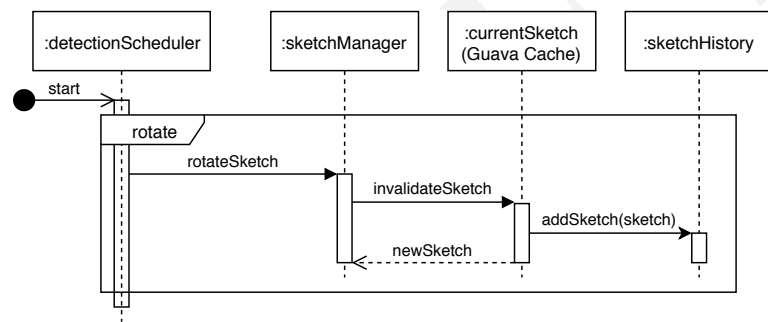 :detectionScheduler
:sketchManager
:currentSketch
(Guava Cache)
:sketchHistory
start
rotate
rotateSketch
invalidateSketch
addSketch(sketch)
newSketch